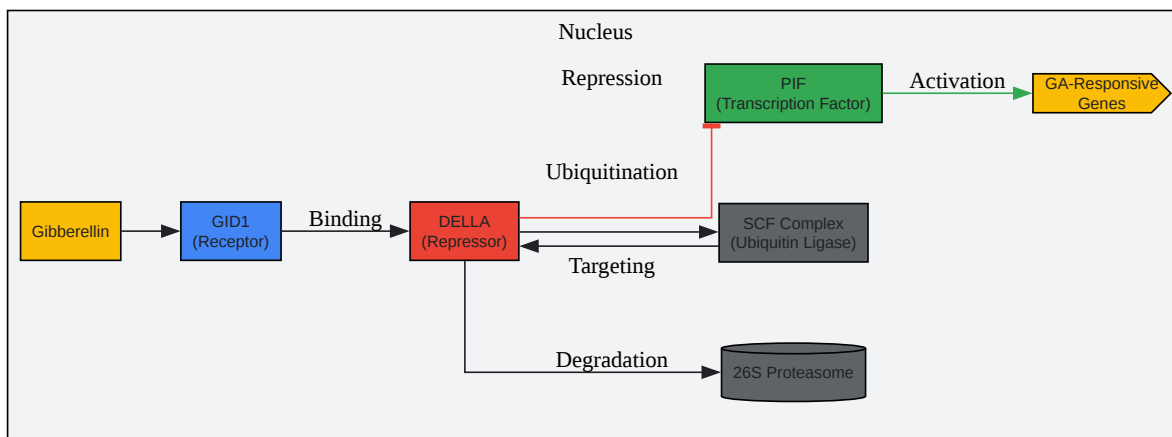 Nucleus
Repression
PIF
(Transcription Factor)
Activation
GA-Responsive
Genes
Ubiquitination
Gibberellin
GID1
(Receptor)
Binding
DELLA
(Repressor)
SCF Complex
(Ubiquitin Ligase)
Targeting
Degradation
26S Proteasome